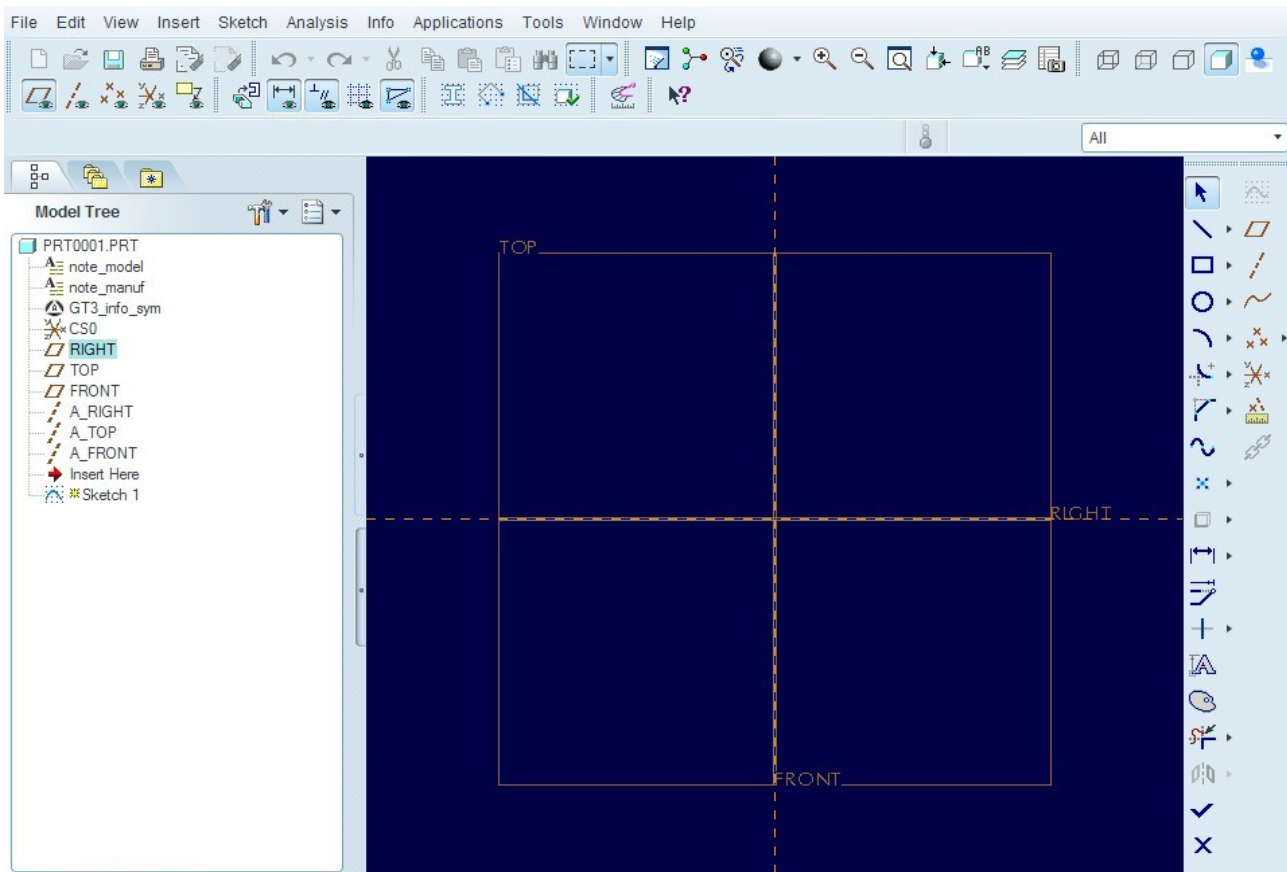 File Edit View Insert Sketch Analysis Info Applications Tools Window Help
All
Model Tree
PRT0001.PRT
note_model
note_manuf
GT3_info_sym
CS0
RIGHT
TOP
FRONT
A_RIGHT
A_TOP
A_FRONT
Insert Here
Sketch 1
TOP
RIGHT
FRONT